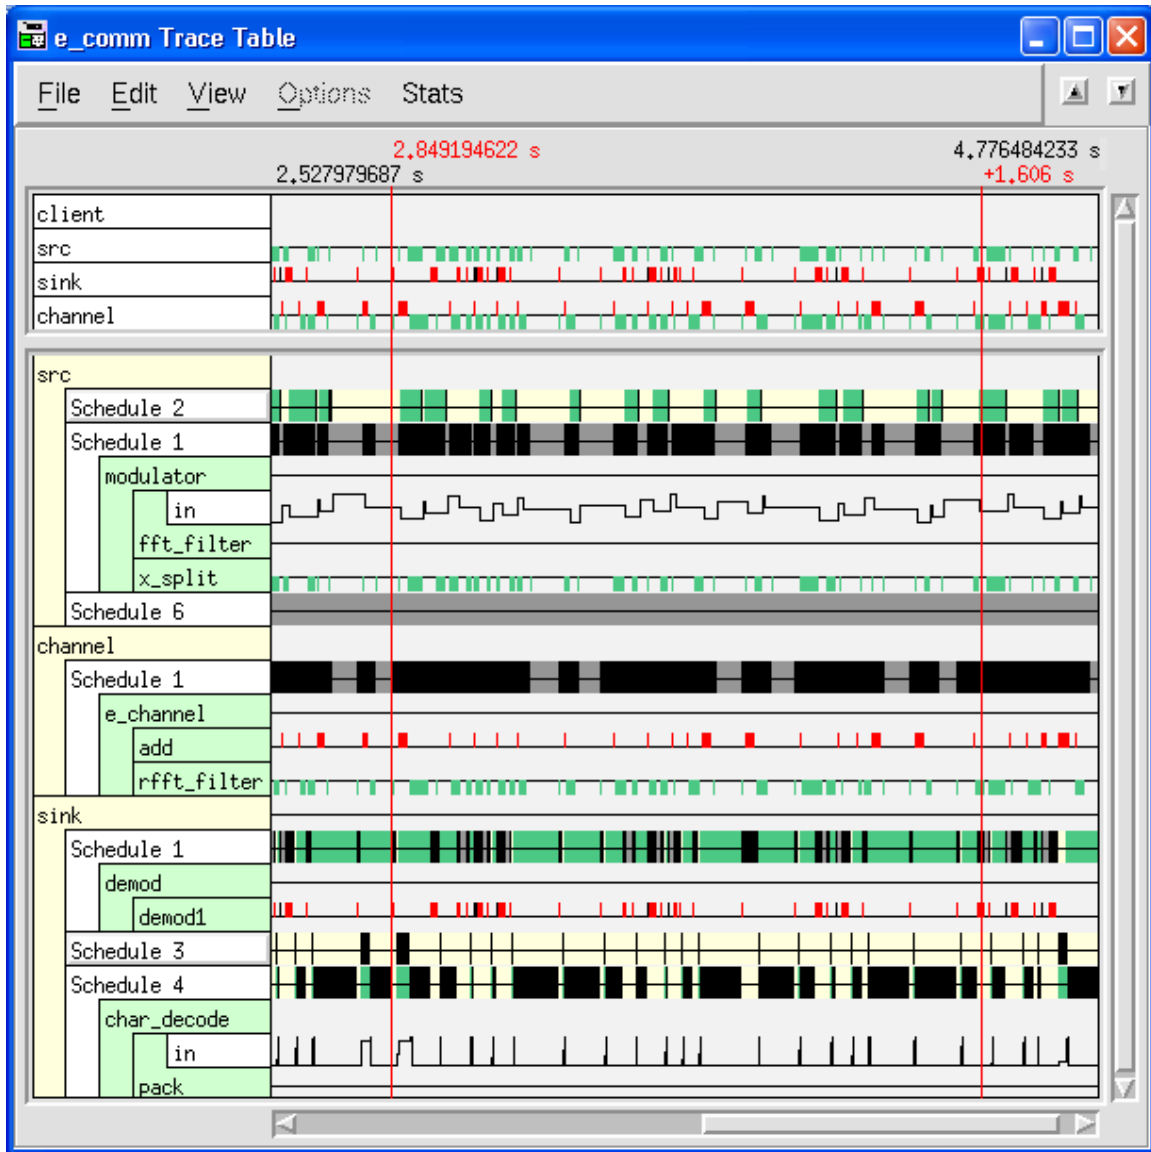 e_comm Trace Table
File Edit View Options Stats
2.849194622 s 4.776484233 s
2.527979687 s +1.606 s
client
src
sink
channel
src
Schedule 2
Schedule 1
modulator
in
fft_filter
x_split
Schedule 6
channel
Schedule 1
e_channel
add
rfft_filter
sink
Schedule 1
demod
demod1
Schedule 3
Schedule 4
char_decode
in
pack